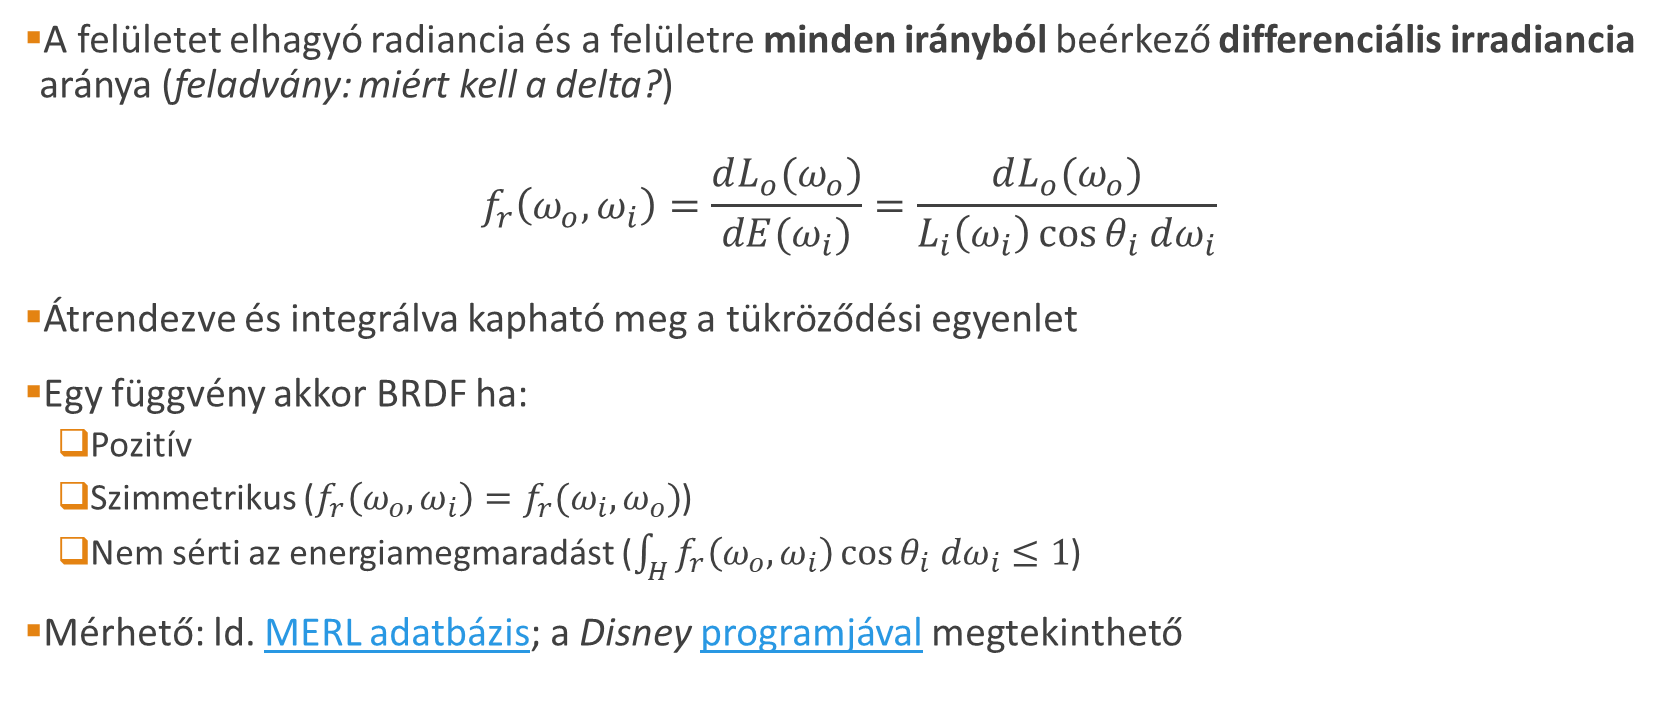 ▪A felületet elhagyó radiancia és a felületre minden irányból beérkező differenciális irradiancia
aránya (feladvány: miért kell a delta?)
f_r(ω_o, ω_i) = dL_o(ω_o) / dE(ω_i) = dL_o(ω_o) / L_i(ω_i) cos θ_i dω_i
▪Átrendezve és integrálva kapható meg a tükröződési egyenlet
▪Egy függvény akkor BRDF ha:
❑Pozitív
❑Szimmetrikus (f_r(ω_o, ω_i) = f_r(ω_i, ω_o))
❑Nem sérti az energiamegmaradást (∫_H f_r(ω_o, ω_i) cos θ_i dω_i ≤ 1)
▪Mérhető: ld. MERL adatbázis; a Disney programjával megtekinthető